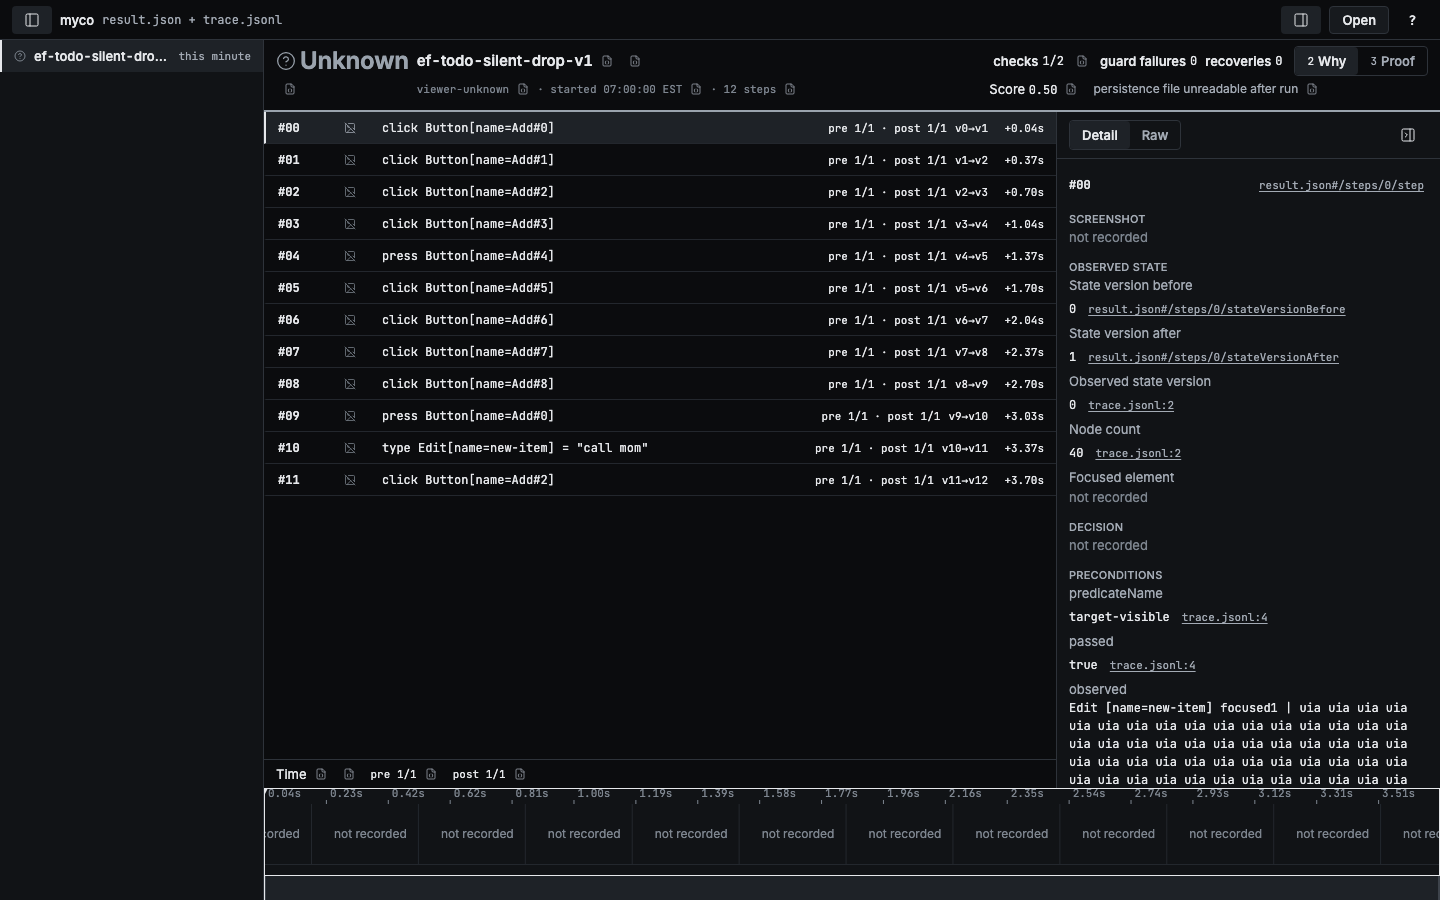 myco result.json + trace.jsonl Open ?
ef-todo-silent-dro... this minute
Unknown ef-todo-silent-drop-v1 checks 1/2 guard failures 0 recoveries 0 2 Why 3 Proof
viewer-unknown · started 07:00:00 EST · 12 steps Score 0.50 persistence file unreadable after run
#00 click Button[name=Add#0] pre 1/1 · post 1/1 v0→v1 +0.04s
#01 click Button[name=Add#1] pre 1/1 · post 1/1 v1→v2 +0.37s
#02 click Button[name=Add#2] pre 1/1 · post 1/1 v2→v3 +0.70s
#03 click Button[name=Add#3] pre 1/1 · post 1/1 v3→v4 +1.04s
#04 press Button[name=Add#4] pre 1/1 · post 1/1 v4→v5 +1.37s
#05 click Button[name=Add#5] pre 1/1 · post 1/1 v5→v6 +1.70s
#06 click Button[name=Add#6] pre 1/1 · post 1/1 v6→v7 +2.04s
#07 click Button[name=Add#7] pre 1/1 · post 1/1 v7→v8 +2.37s
#08 click Button[name=Add#8] pre 1/1 · post 1/1 v8→v9 +2.70s
#09 press Button[name=Add#0] pre 1/1 · post 1/1 v9→v10 +3.03s
#10 type Edit[name=new-item] = "call mom" pre 1/1 · post 1/1 v10→v11 +3.37s
#11 click Button[name=Add#2] pre 1/1 · post 1/1 v11→v12 +3.70s
Detail Raw
#00 result.json#/steps/0/step
SCREENSHOT
not recorded
OBSERVED STATE
State version before
0 result.json#/steps/0/stateVersionBefore
State version after
1 result.json#/steps/0/stateVersionAfter
Observed state version
0 trace.jsonl:2
Node count
40 trace.jsonl:2
Focused element
not recorded
DECISION
not recorded
PRECONDITIONS
predicateName
target-visible trace.jsonl:4
passed
true trace.jsonl:4
observed
Edit [name=new-item] focused1 | uia uia uia uia
uia uia uia uia uia uia uia uia uia uia uia uia
uia uia uia uia uia uia uia uia uia uia uia uia
uia uia uia uia uia uia uia uia uia uia uia uia
uia uia uia uia uia uia uia uia uia uia uia uia
Time pre 1/1 post 1/1
0.04s 0.23s 0.42s 0.62s 0.81s 1.00s 1.19s 1.39s 1.58s 1.77s 1.96s 2.16s 2.35s 2.54s 2.74s 2.93s 3.12s 3.31s 3.51s
orded not recorded not recorded not recorded not recorded not recorded not recorded not recorded not recorded not recorded not recorded not rec